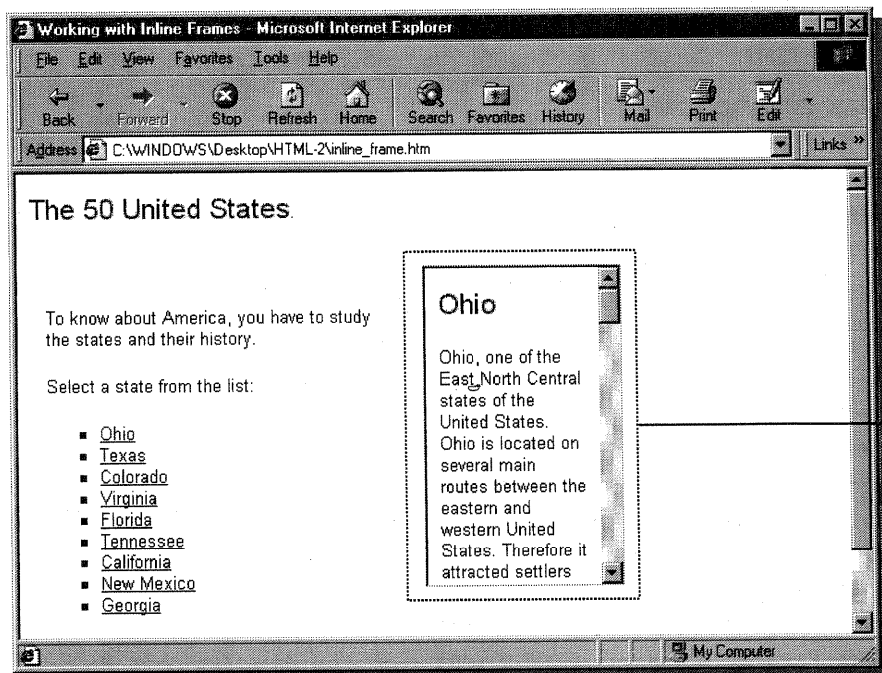 Working with Inline Frames - Microsoft Internet Explorer
File Edit View Favorites Tools Help
Back Forward Stop Refresh Home Search Favorites History Mail Print Edit
Address C:\WINDOWS\Desktop\HTML-2\inline_frame.htm Links »
The 50 United States.
To know about America, you have to study
the states and their history.
Select a state from the list:
Ohio
Texas
Colorado
Virginia
Florida
Tennessee
California
New Mexico
Georgia
Ohio
Ohio, one of the
East North Central
states of the
United States.
Ohio is located on
several main
routes between the
eastern and
western United
States. Therefore it
attracted settlers
My Computer